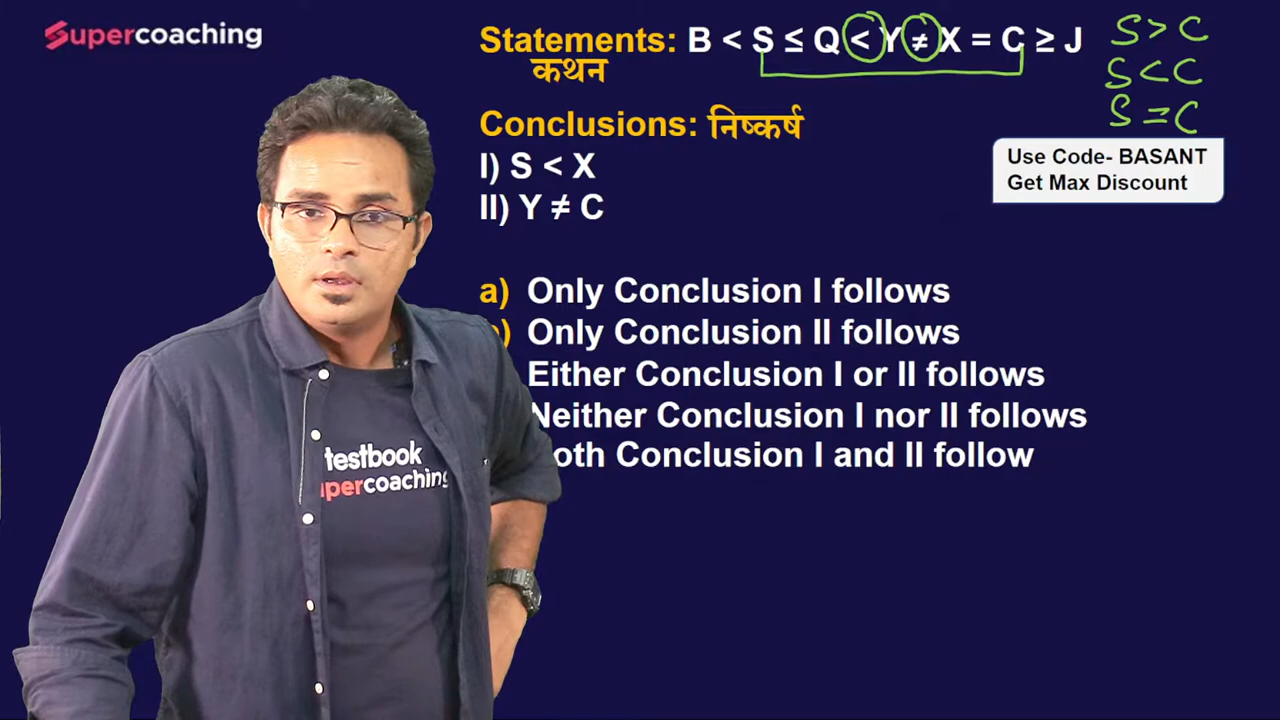 Supercoaching
Statements: B < S ≤ Q < Y ≠ X = C ≥ J
कथन
S > C
S < C
S = C
Conclusions: निष्कर्ष
I) S < X
II) Y ≠ C
Use Code- BASANT
Get Max Discount
a) Only Conclusion I follows
) Only Conclusion II follows
Either Conclusion I or II follows
Neither Conclusion I nor II follows
oth Conclusion I and II follow
testbook
upercoaching